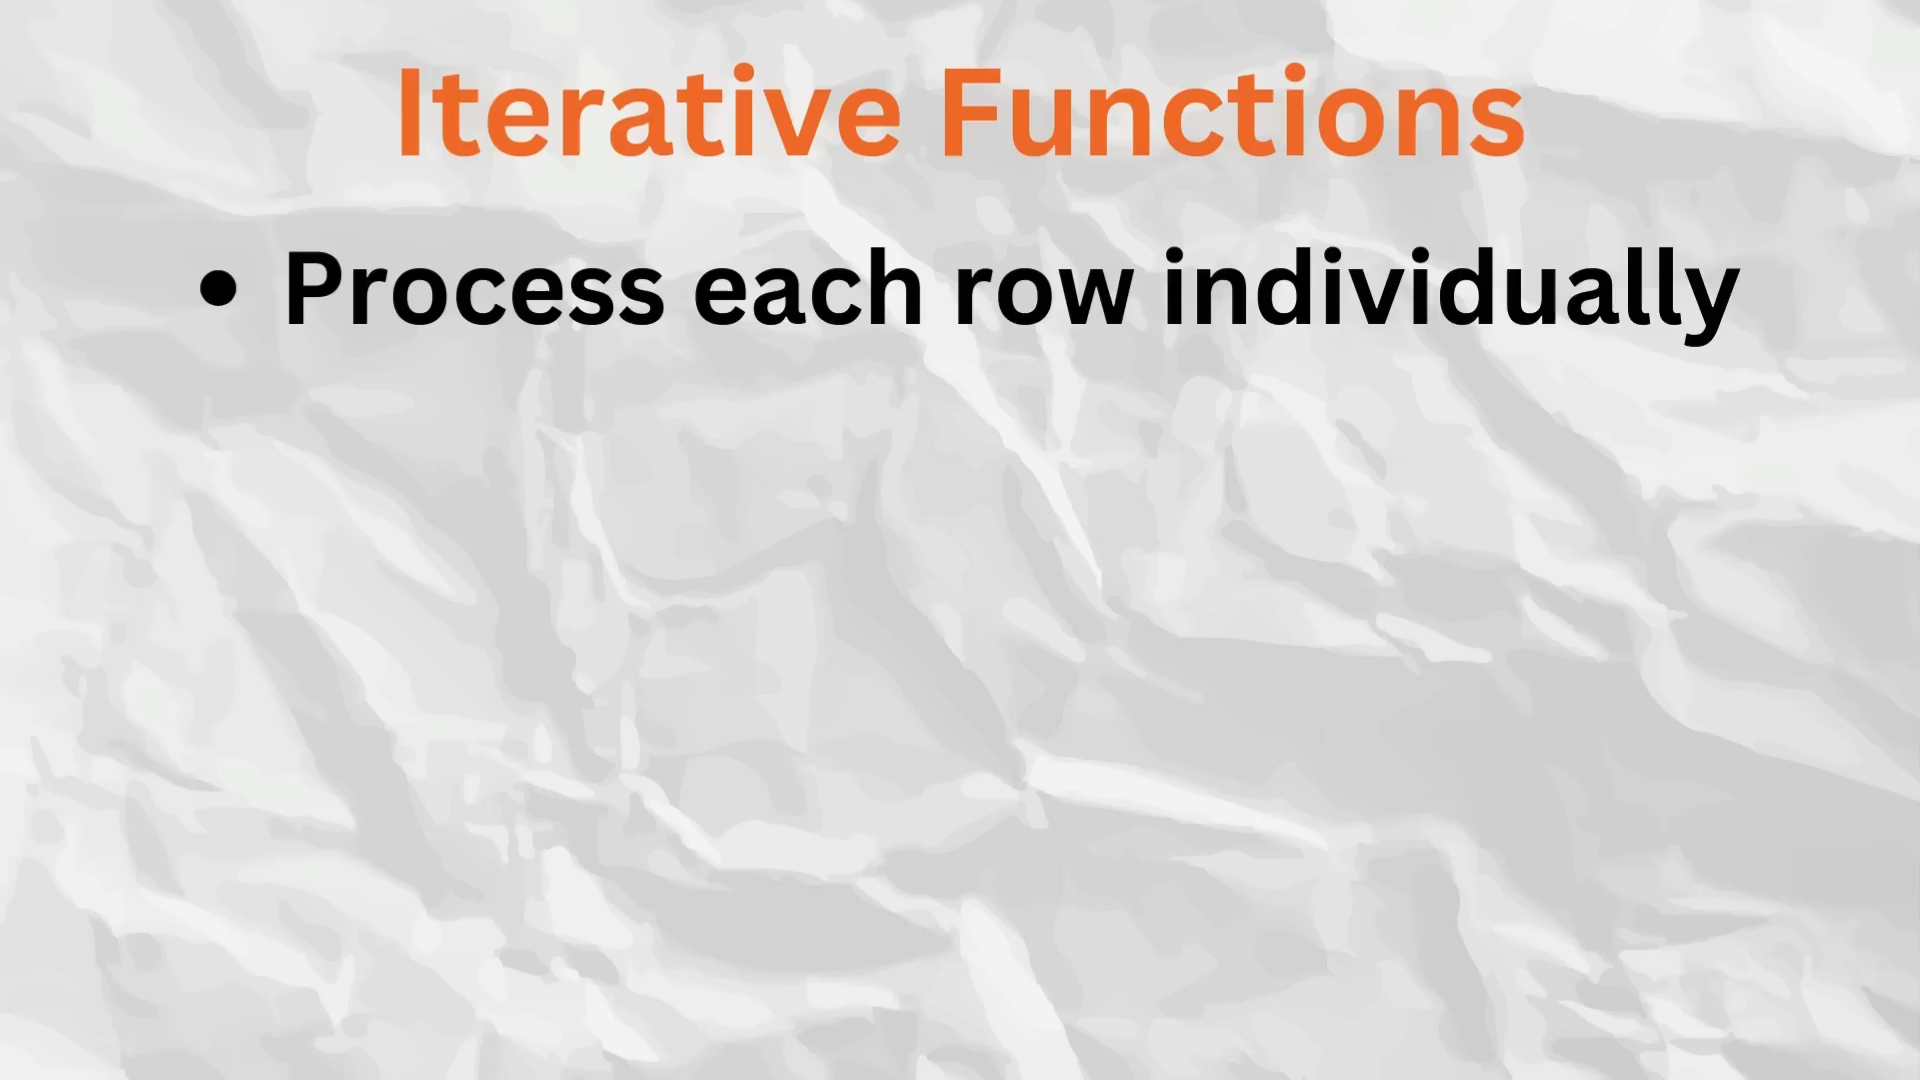 Iterative Functions
• Process each row individually